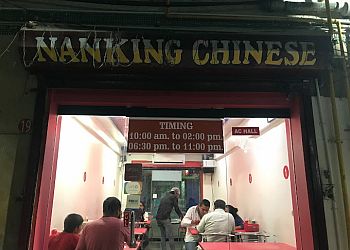 NANKING CHINESE
TIMING
10:00 am. to 02:00 pm.
06:30 pm. to 11:00 pm.
AC HALL
19